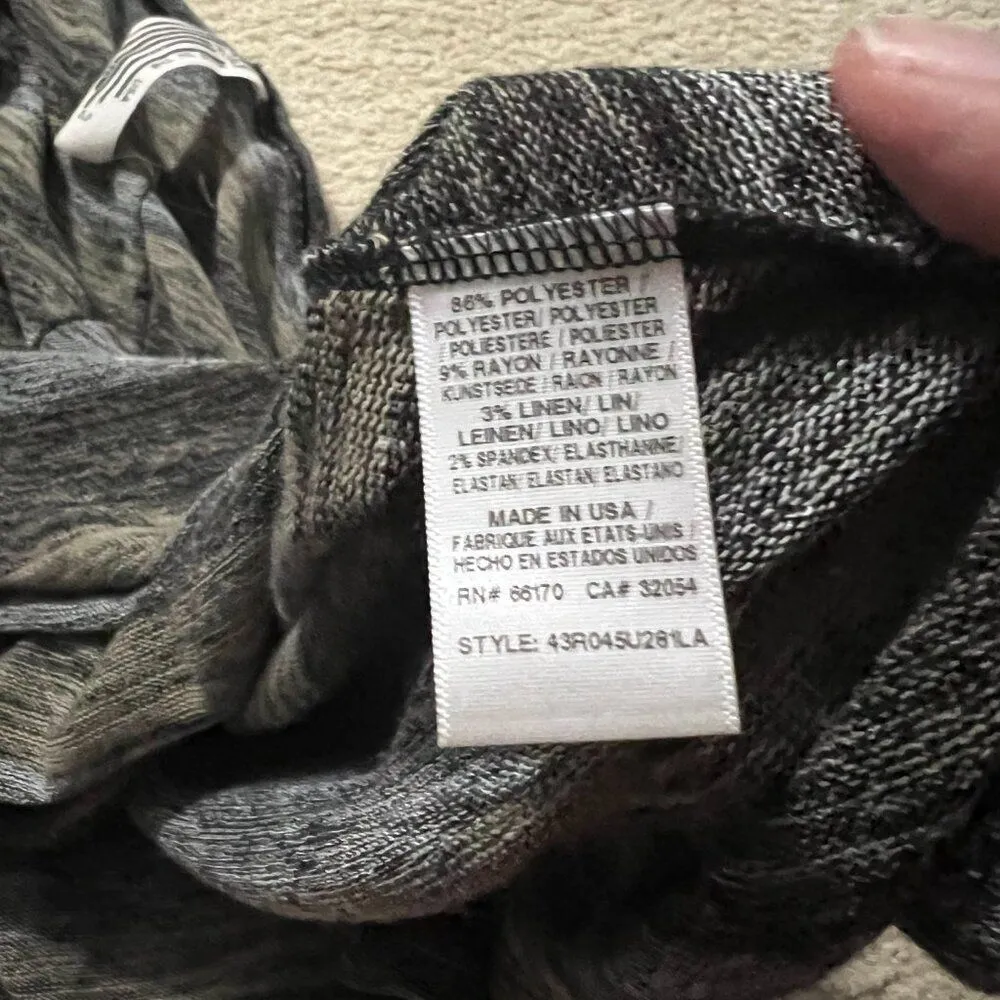 86% POLYESTER /
POLYESTER/ POLYESTER
/ POLIESTERE / POLIESTER
9% RAYON / RAYONNE /
KUNSTSEIDE / RAION / RAYON
3% LINEN/ LIN/
LEINEN/ LINO/ LINO
2% SPANDEX/ ELASTHANNE/
ELASTAN/ ELASTAN/ ELASTANO
MADE IN USA /
FABRIQUE AUX ETATS-UNIS /
HECHO EN ESTADOS UNIDOS
RN# 66170 CA# 32054
STYLE: 43R045U281LA